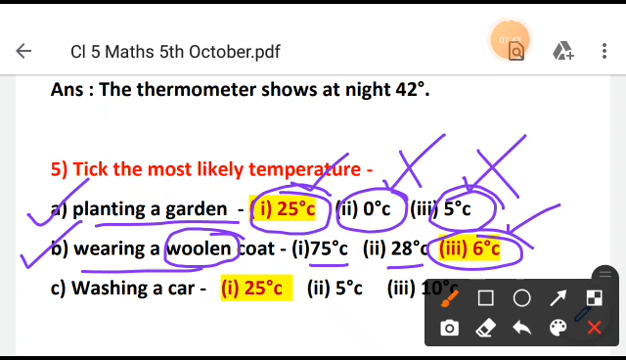 Cl 5 Maths 5th October.pdf
Ans : The thermometer shows at night 42°.
5) Tick the most likely temperature -
a) planting a garden - (i) 25°c (ii) 0°c (iii) 5°c
b) wearing a woolen coat - (i)75°c (ii) 28°c (iii) 6°c
c) Washing a car - (i) 25°c (ii) 5°c (iii) 10°c